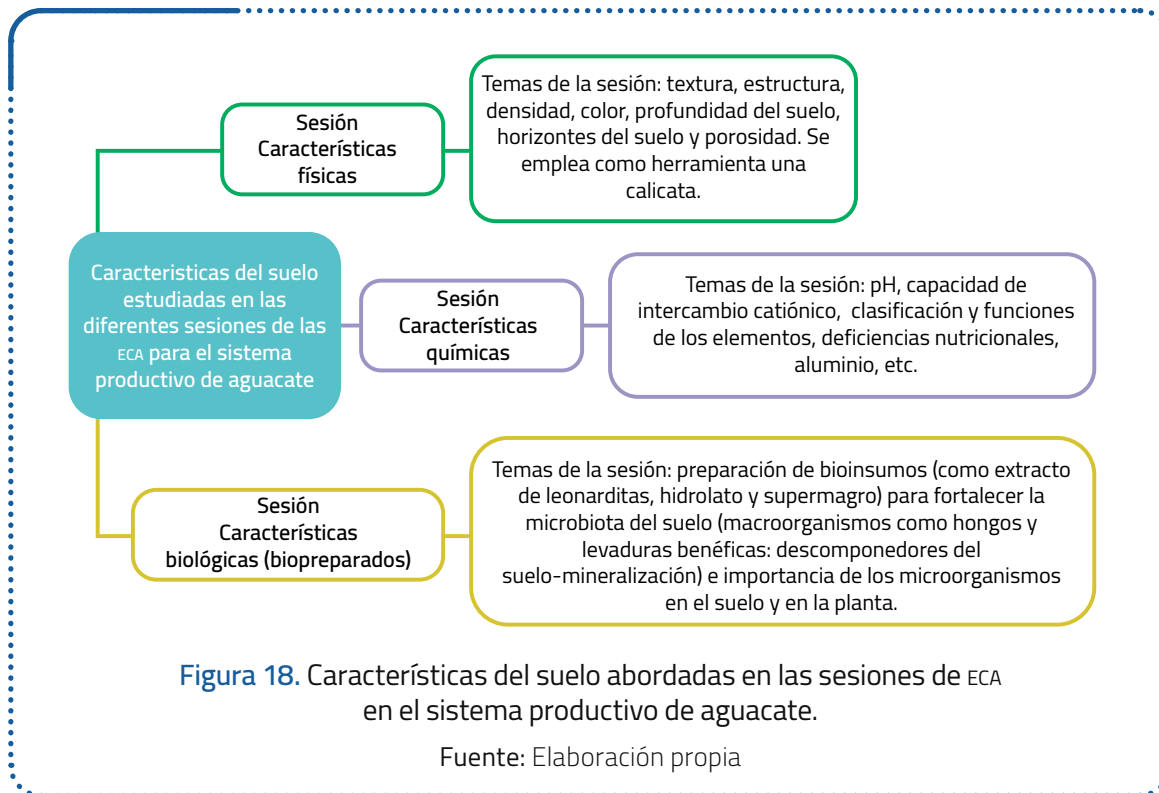 Temas de la sesión: textura, estructura,
densidad, color, profundidad del suelo,
horizontes del suelo y porosidad. Se
emplea como herramienta una
calicata.
Sesión
Características
físicas
Caracteristicas del suelo
estudiadas en las
diferentes sesiones de las
ECA para el sistema
productivo de aguacate
Sesión
Características
químicas
Temas de la sesión: pH, capacidad de
intercambio catiónico, clasificación y funciones
de los elementos, deficiencias nutricionales,
aluminio, etc.
Sesión
Características
biológicas (biopreparados)
Temas de la sesión: preparación de bioinsumos (como extracto
de leonarditas, hidrolato y supermagro) para fortalecer la
microbiota del suelo (macroorganismos como hongos y
levaduras benéficas: descomponedores del
suelo-mineralización) e importancia de los microorganismos
en el suelo y en la planta.
Figura 18. Características del suelo abordadas en las sesiones de ECA
en el sistema productivo de aguacate.
Fuente: Elaboración propia